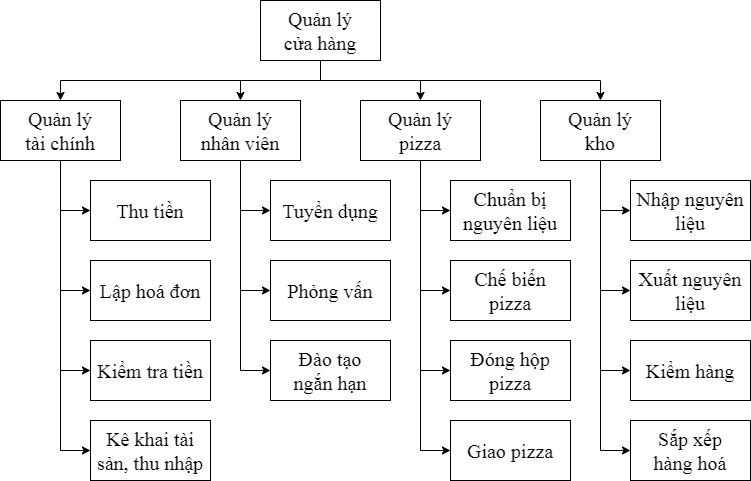 Quản lý
cửa hàng
Quản lý
tài chính
Quản lý
nhân viên
Quản lý
pizza
Quản lý
kho
Thu tiền
Tuyển dụng
Chuẩn bị
nguyên liệu
Nhập nguyên
liệu
Lập hoá đơn
Phỏng vấn
Chế biến
pizza
Xuất nguyên
liệu
Kiểm tra tiền
Đào tạo
ngắn hạn
Đóng hộp
pizza
Kiểm hàng
Kê khai tài
sản, thu nhập
Giao pizza
Sắp xếp
hàng hoá